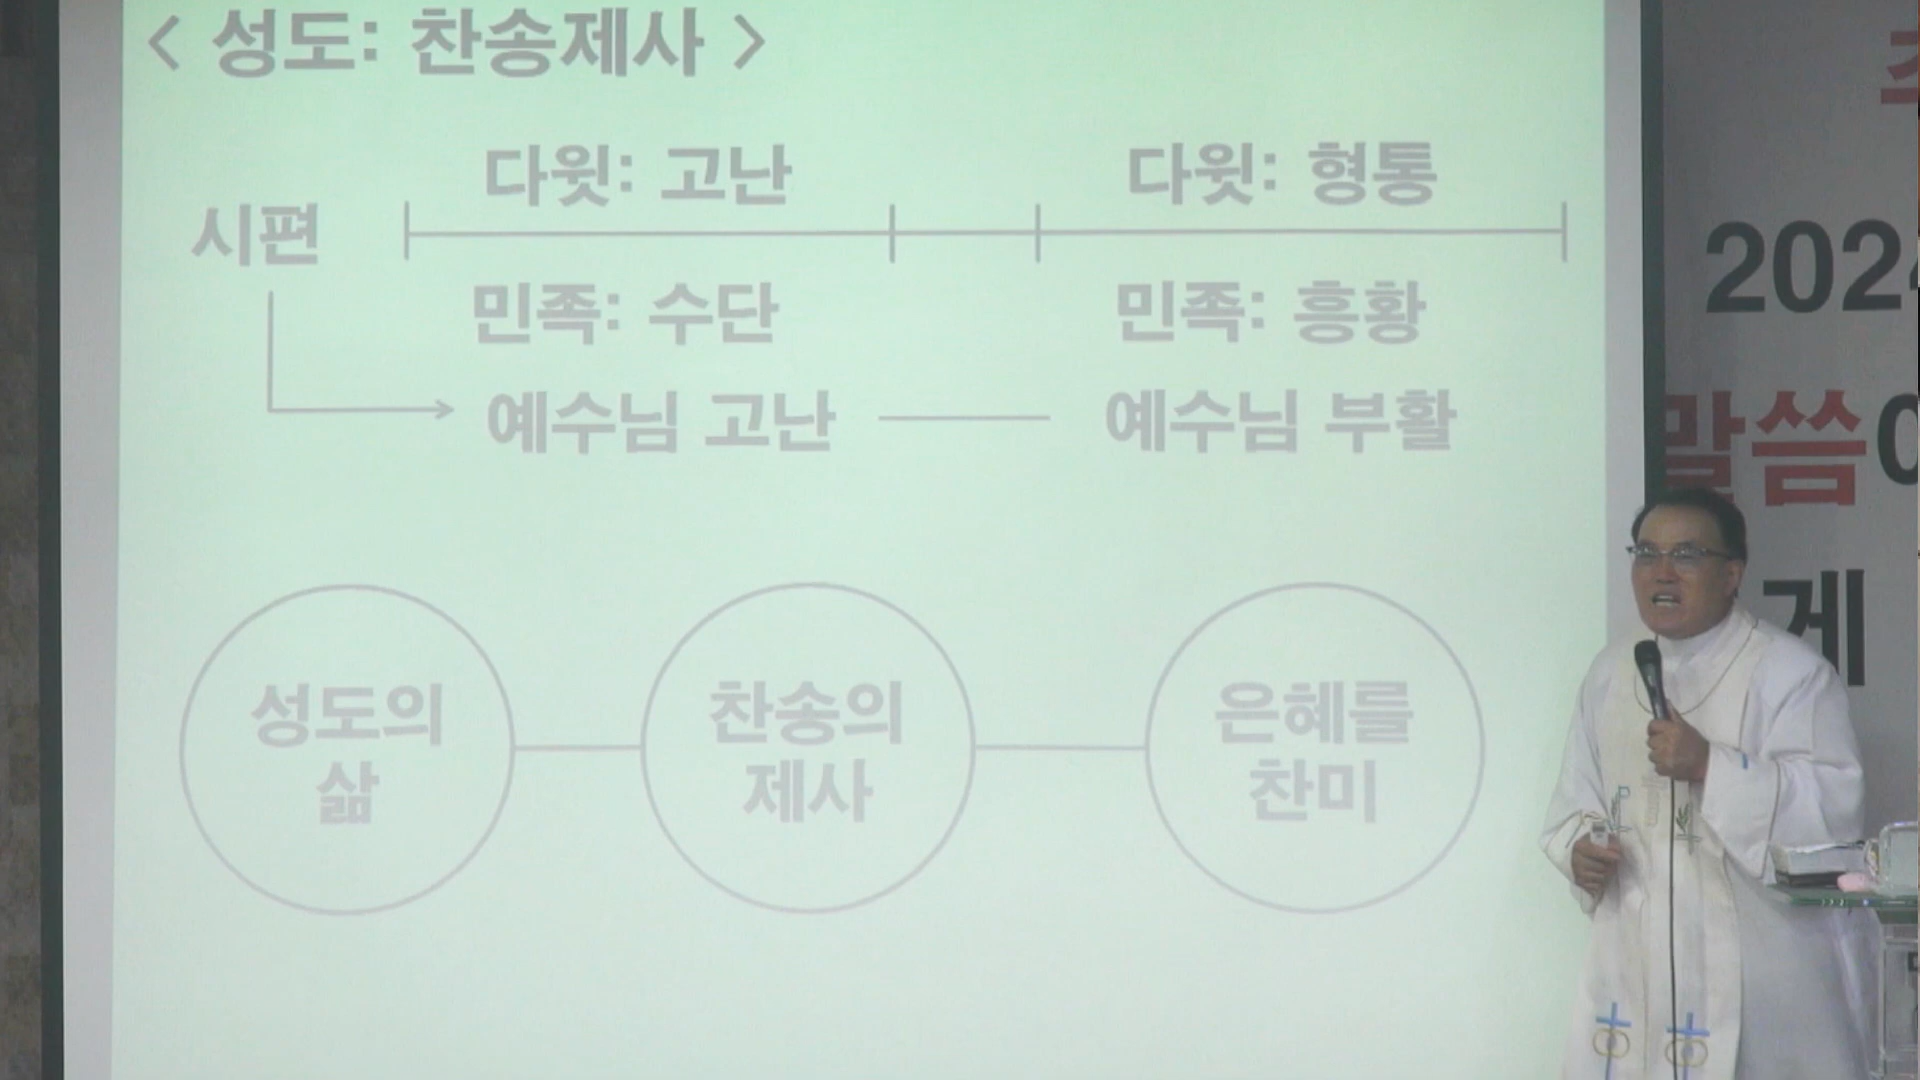 < 성도: 찬송제사 >
다윗: 고난
다윗: 형통
시편
민족: 수단
민족: 흥황
예수님 고난
예수님 부활
성도의
삶
찬송의
제사
은혜를
찬미
202
말씀
게